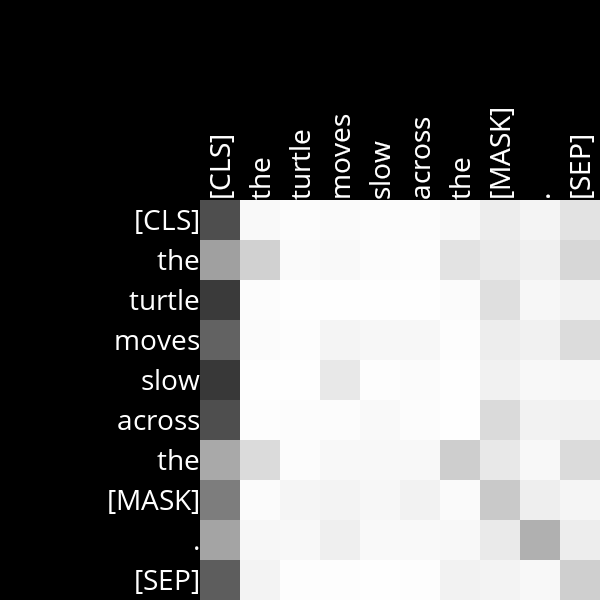 [CLS] the turtle moves slow across the [MASK] . [SEP]
[CLS]
the
turtle
moves
slow
across
the
[MASK]
.
[SEP]